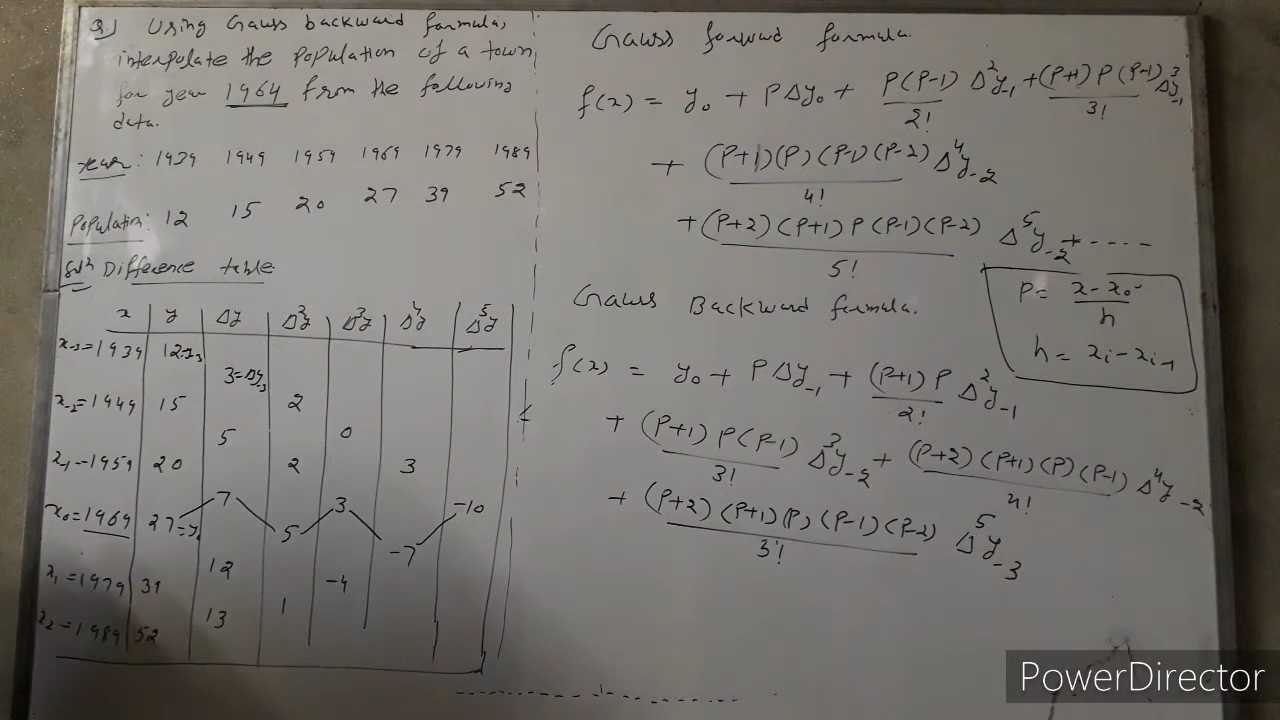 Q) Using Gauss backward formula,
interpolate the population of a town
for year 1964 from the following
data.
Year: 1939 1949 1959 1969 1979 1989
Population: 12 15 20 27 39 52
Solⁿ Difference table
x y Δy Δ²y Δ³y Δ⁴y Δ⁵y
x₋₃=1939 12=y₋₃
3=Δy₋₃
x₋₂=1949 15 2
5 0
x₋₁=1959 20 2 3
7 3 -10
x₀=1969 27=y₀ 5 -7
12 -4
x₁=1979 39 1
13
x₂=1989 52
Gauss forward formula.
f(x) = y₀ + PΔy₀ + P(P-1)/2! Δ²y₋₁ + (P+1)P(P-1)/3! Δ³y₋₁
+ (P+1)(P)(P-1)(P-2)/4! Δ⁴y₋₂
+ (P+2)(P+1)P(P-1)(P-2)/5! Δ⁵y₋₂ + ----
P = x-x₀/h
h = xᵢ-xᵢ₋₁
Gauss Backward formula.
f(x) = y₀ + PΔy₋₁ + (P+1)P/2! Δ²y₋₁
+ (P+1)P(P-1)/3! Δ³y₋₂ + (P+2)(P+1)(P)(P-1)/4! Δ⁴y₋₂
+ (P+2)(P+1)(P)(P-1)(P-2)/3! Δ⁵y₋₃
PowerDirector